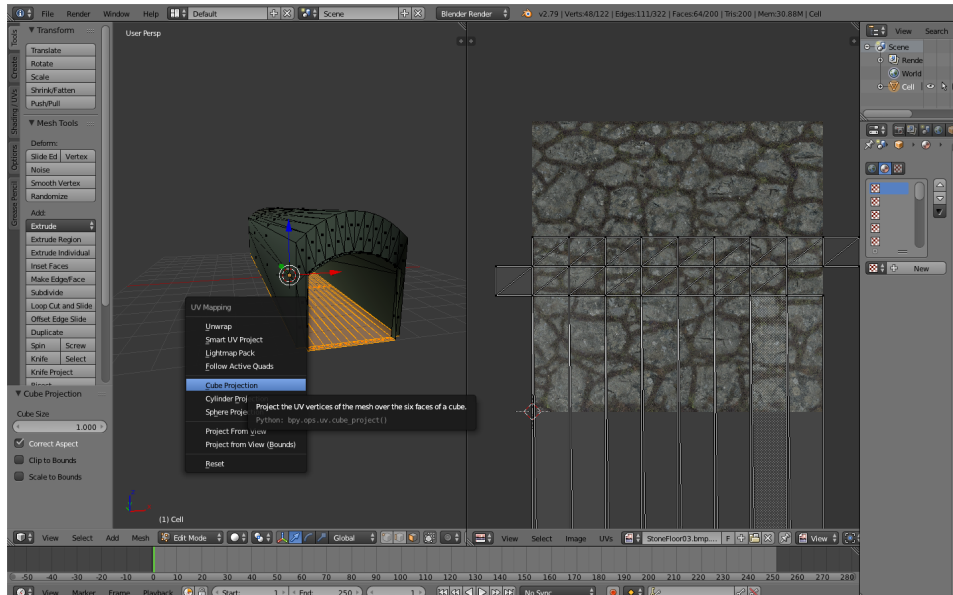 File Render Window Help Default Scene Blender Render v2.79 | Verts:48/122 | Edges:111/322 | Faces:64/200 | Tris:200 | Mem:30.88M | Cell
Tools
Create
Shading / UVs
Options
Grease Pencil
Transform
Translate
Rotate
Scale
Shrink/Fatten
Push/Pull
Mesh Tools
Deform:
Slide Ed Vertex
Noise
Smooth Vertex
Randomize
Add:
Extrude
Extrude Region
Extrude Individual
Inset Faces
Make Edge/Face
Subdivide
Loop Cut and Slide
Offset Edge Slide
Duplicate
Spin Screw
Knife Select
Knife Project
Cube Projection
Cube Size
1.000
Correct Aspect
Clip to Bounds
Scale to Bounds
User Persp
UV Mapping
Unwrap
Smart UV Project
Lightmap Pack
Follow Active Quads
Cube Projection
Cylinder Proj
Sphere Proje
Project From View
Project from View (Bounds)
Reset
Project the UV vertices of the mesh over the six faces of a cube.
Python: bpy.ops.uv.cube_project()
(1) Cell
View Select Add Mesh Edit Mode Global
View Select Image UVs StoneFloor03.bmp.... F View
View Search
Scene
Rende
World
Cell
New
-50 -40 -30 -20 -10 0 10 20 30 40 50 60 70 80 90 100 110 120 130 140 150 160 170 180 190 200 210 220 230 240 250 260 270 280
View Marker Frame Playback Start: 1 End: 250 1 No Sync